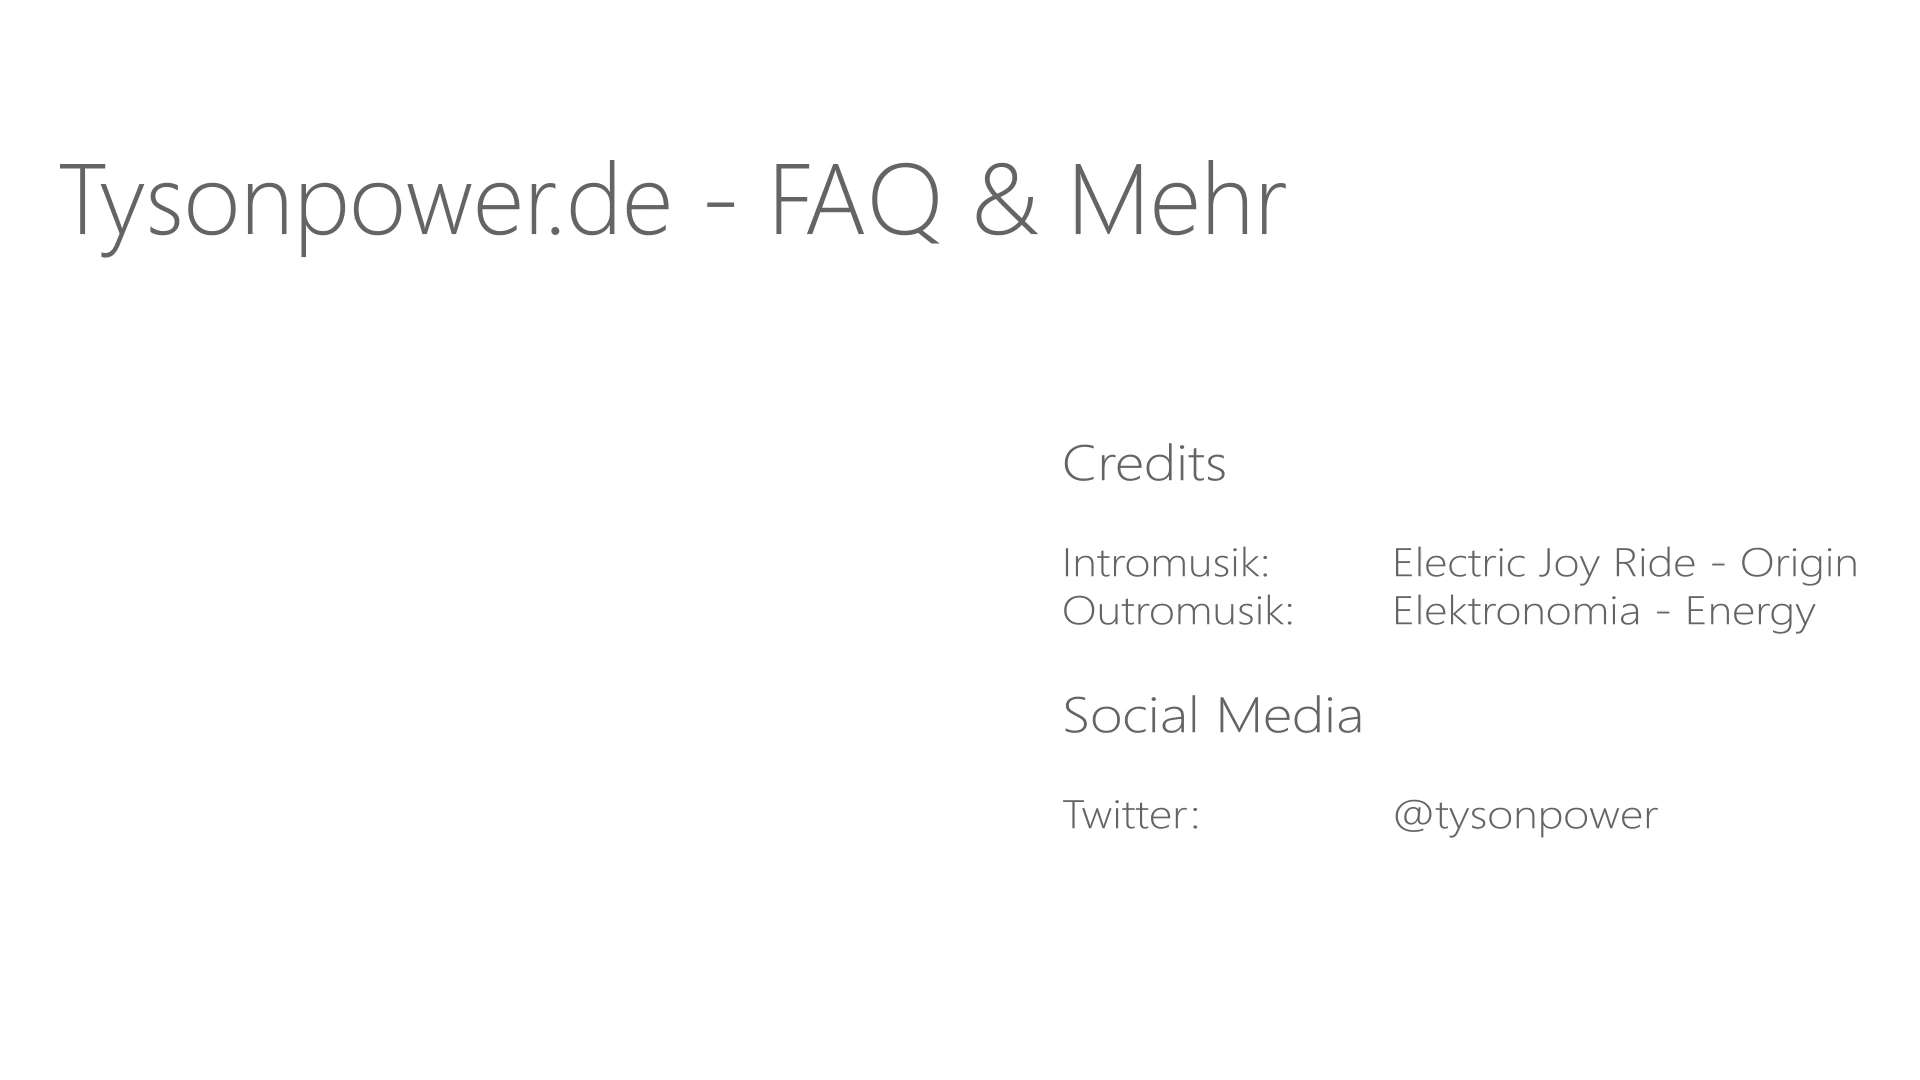 Tysonpower.de - FAQ & Mehr
Credits
Intromusik: Electric Joy Ride - Origin
Outromusik: Elektronomia - Energy
Social Media
Twitter: @tysonpower